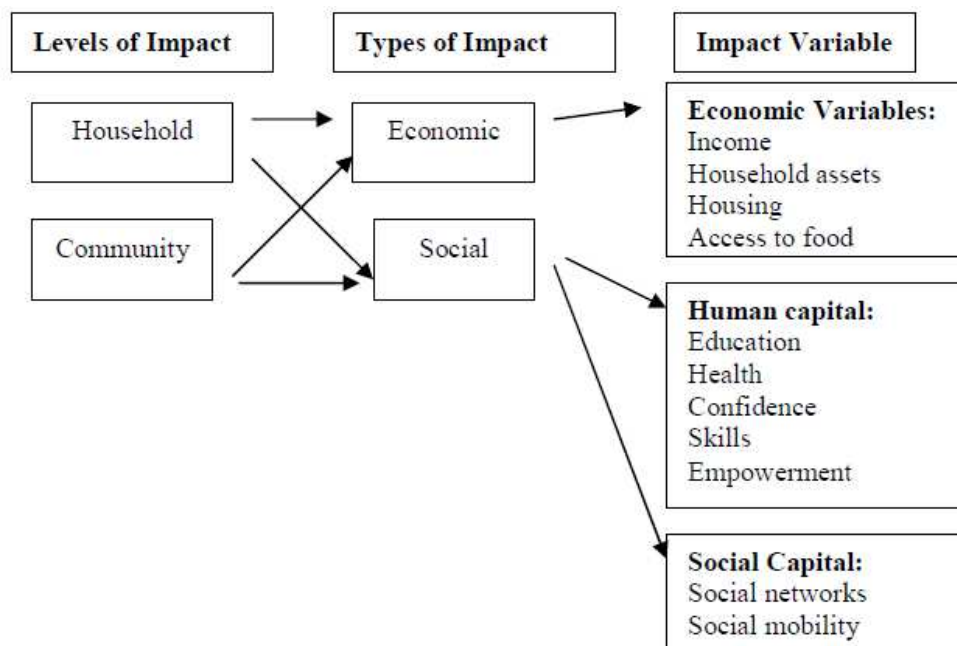 Levels of Impact
Types of Impact
Impact Variable
Household
Economic
Economic Variables:
Income
Household assets
Housing
Access to food
Community
Social
Human capital:
Education
Health
Confidence
Skills
Empowerment
Social Capital:
Social networks
Social mobility